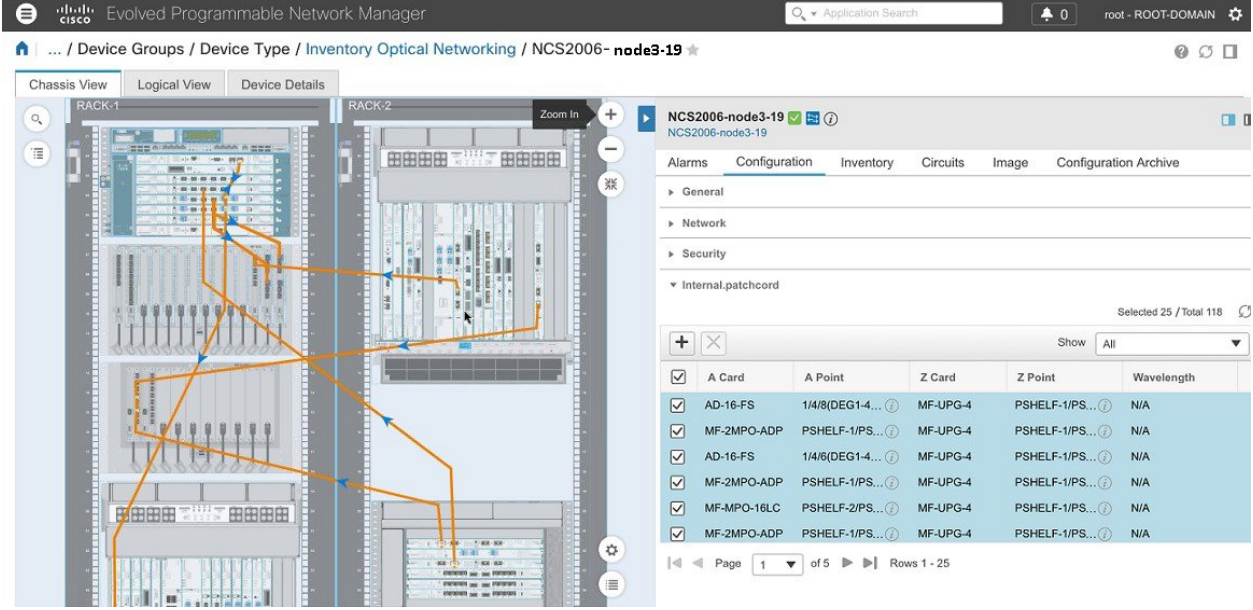 cisco Evolved Programmable Network Manager
Application Search
0
root - ROOT-DOMAIN
... / Device Groups / Device Type / Inventory Optical Networking / NCS2006- node3-19
Chassis View Logical View Device Details
RACK-1
RACK-2
Zoom In
NCS2006-node3-19
NCS2006-node3-19
Alarms Configuration Inventory Circuits Image Configuration Archive
General
Network
Security
Internal.patchcord
Selected 25 / Total 118
Show All
A Card A Point Z Card Z Point Wavelength
AD-16-FS 1/4/8(DEG1-4... MF-UPG-4 PSHELF-1/PS... N/A
MF-2MPO-ADP PSHELF-1/PS... MF-UPG-4 PSHELF-1/PS... N/A
AD-16-FS 1/4/6(DEG1-4... MF-UPG-4 PSHELF-1/PS... N/A
MF-2MPO-ADP PSHELF-1/PS... MF-UPG-4 PSHELF-1/PS... N/A
MF-MPO-16LC PSHELF-2/PS... MF-UPG-4 PSHELF-1/PS... N/A
MF-2MPO-ADP PSHELF-1/PS... MF-UPG-4 PSHELF-1/PS... N/A
Page 1 of 5 Rows 1 - 25